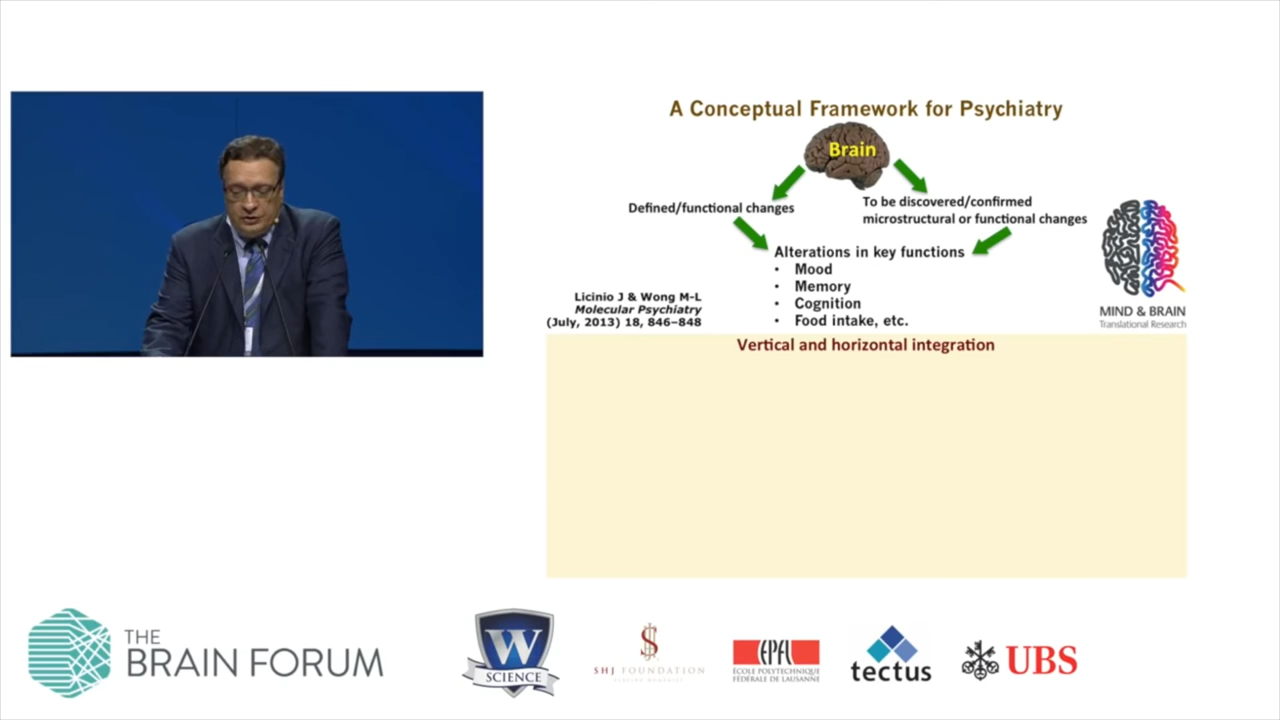 A Conceptual Framework for Psychiatry
Brain
Defined/functional changes
To be discovered/confirmed
microstructural or functional changes
Alterations in key functions
• Mood
• Memory
• Cognition
• Food intake, etc.
Licinio J & Wong M-L
Molecular Psychiatry
(July, 2013) 18, 846–848
MIND & BRAIN
Translational Research
Vertical and horizontal integration
THE
BRAIN FORUM
W
SCIENCE
SHJ FOUNDATION
EPFL
ECOLE POLYTECHNIQUE
FÉDÉRALE DE LAUSANNE
tectus
UBS